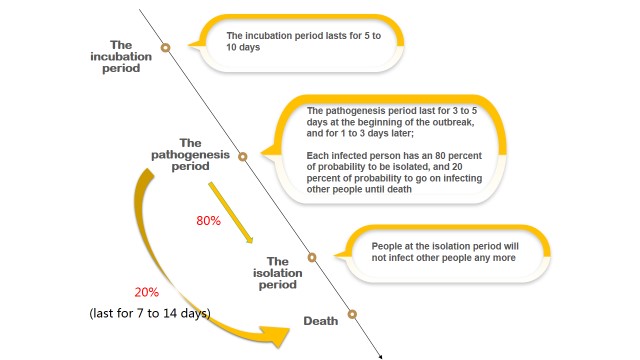 The
incubation
period
The incubation period lasts for 5 to
10 days
The
pathogenesis
period
The pathogenesis period last for 3 to 5
days at the beginning of the outbreak,
and for 1 to 3 days later;
Each infected person has an 80 percent
of probability to be isolated, and 20
percent of probability to go on infecting
other people until death
80%
The
isolation
period
People at the isolation period will
not infect other people any more
20%
(last for 7 to 14 days)
Death